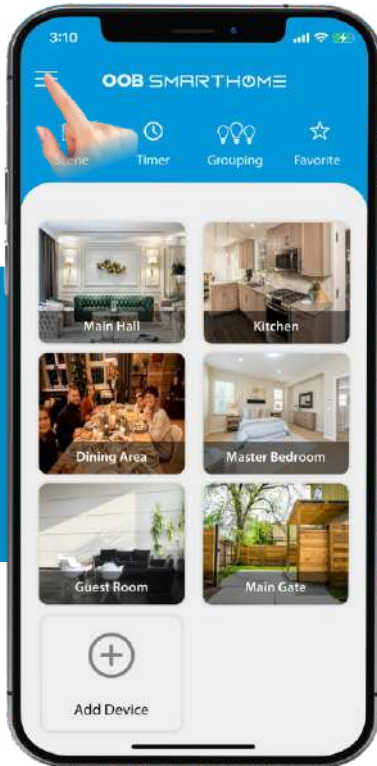 3:10
OOB SMARTHOME
Scene Timer Grouping Favorite
Main Hall Kitchen
Dining Area Master Bedroom
Guest Room Main Gate
Add Device